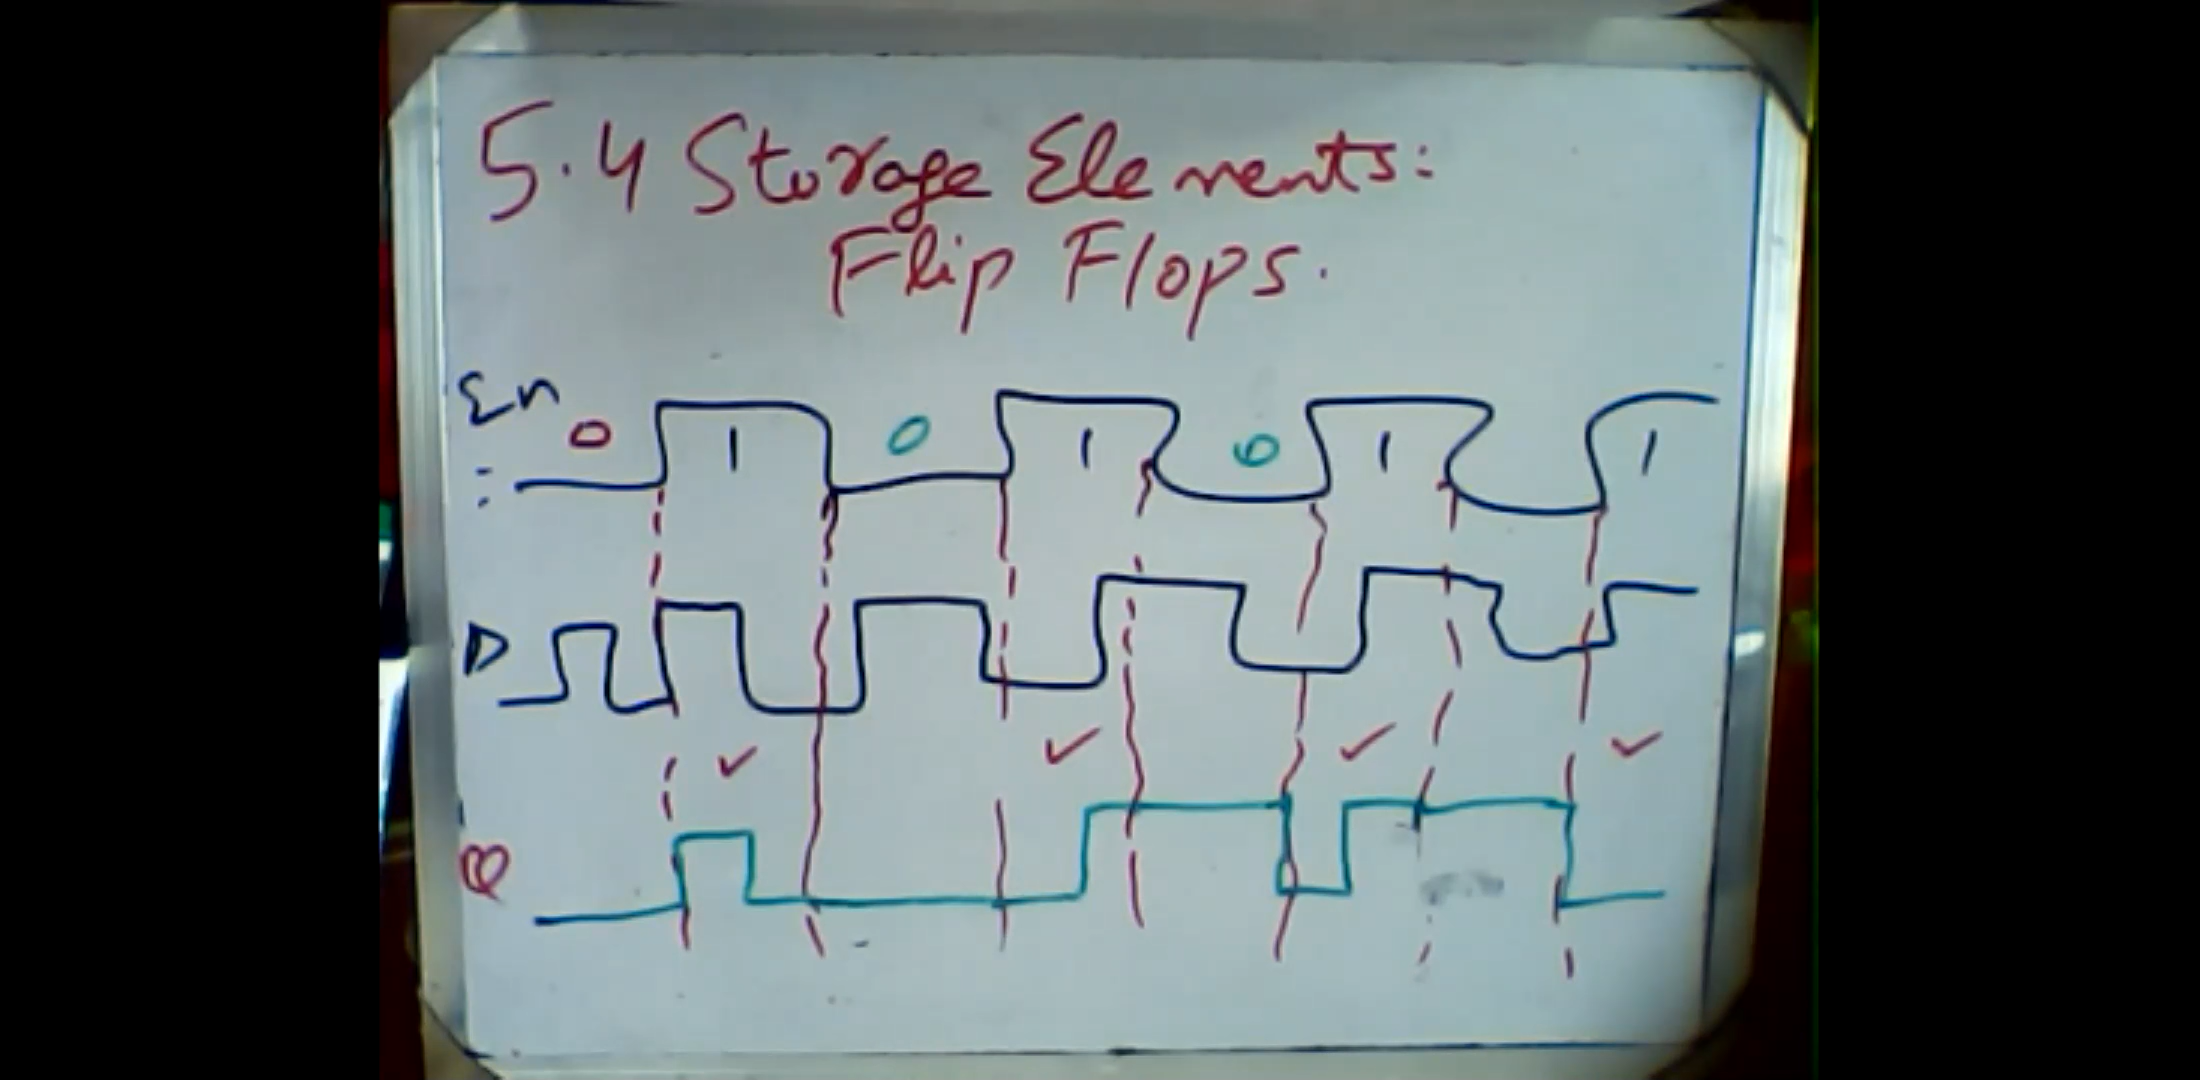 5.4 Storage Elements:
Flip Flops.
En
0 1 0 1 0 1 1
D
Q